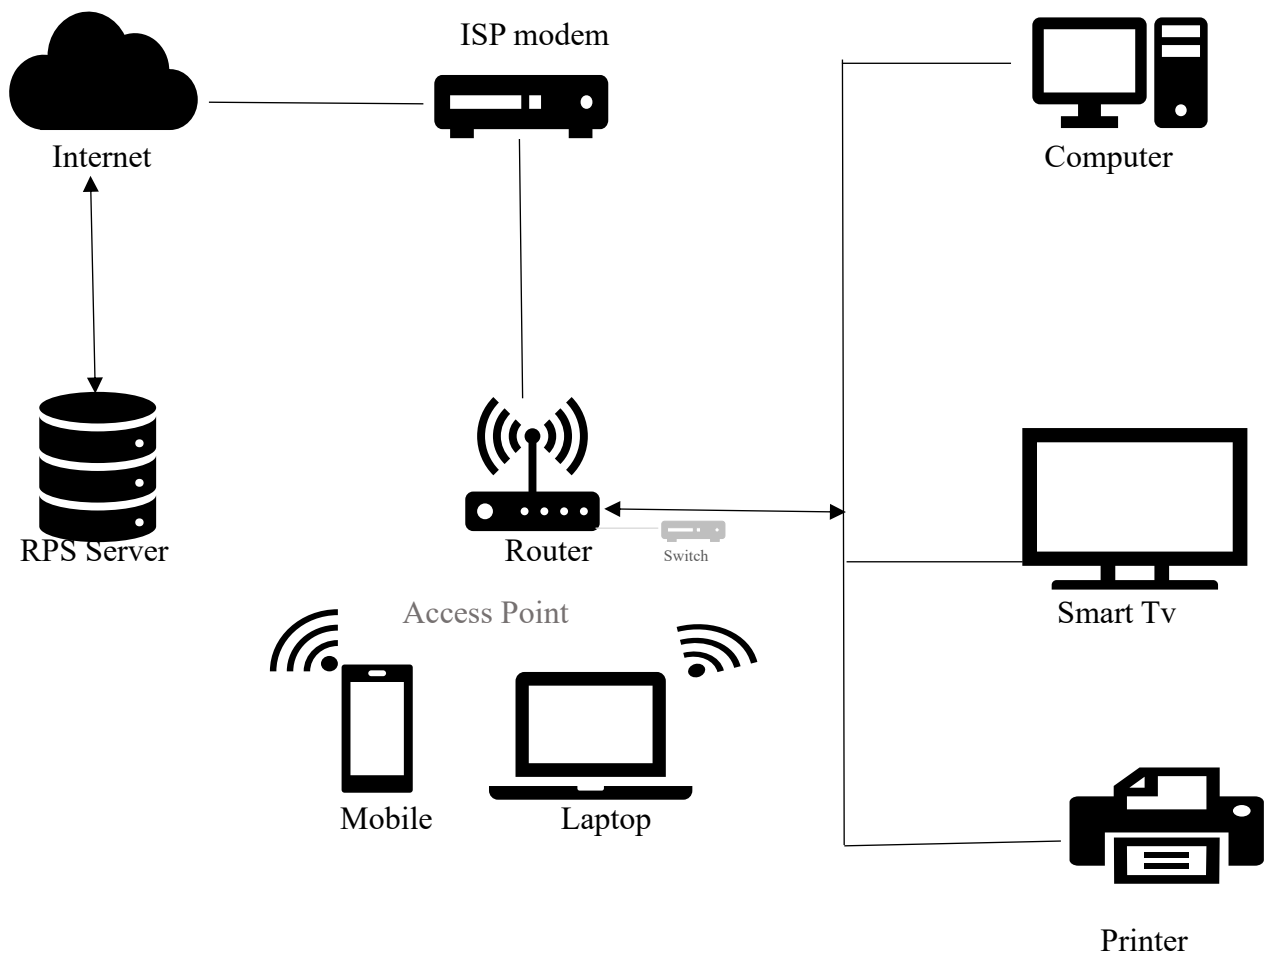 ISP modem
Internet
Computer
RPS Server
Router
Switch
Access Point
Smart Tv
Mobile
Laptop
Printer